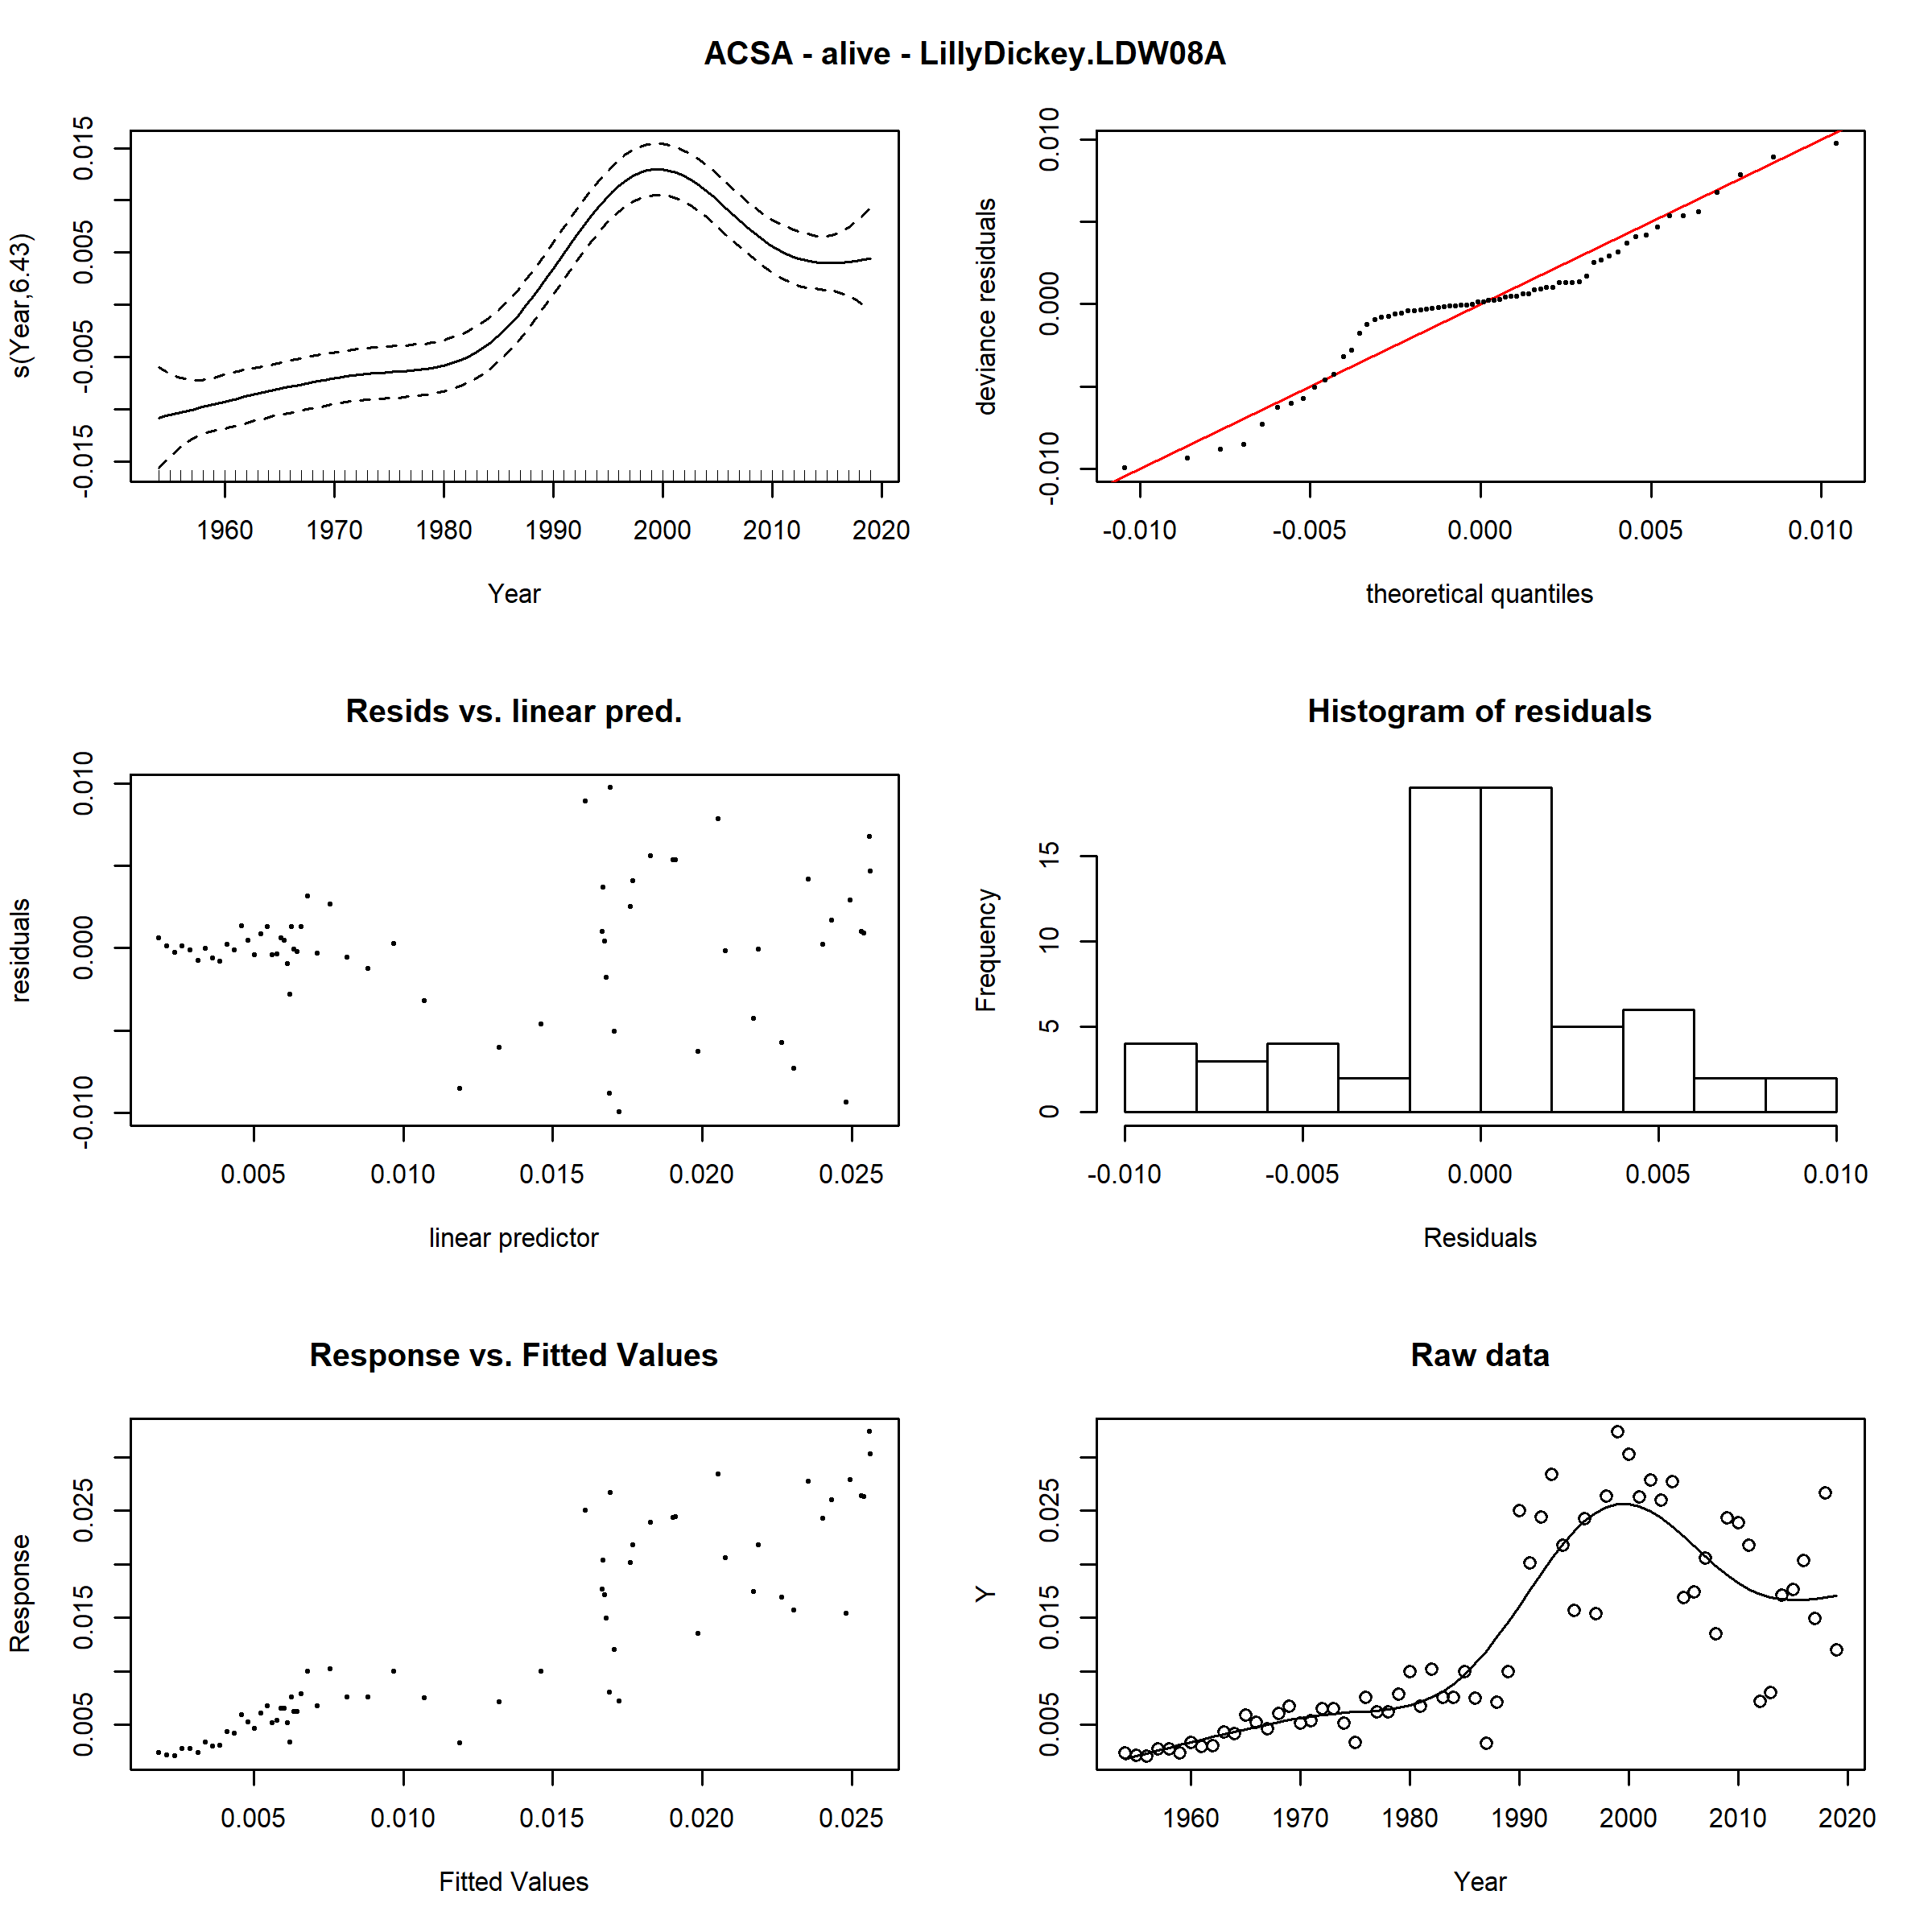 ACSA - alive - LillyDickey.LDW08A
s(Year,6.43)
-0.015 -0.005 0.005 0.015
1960 1970 1980 1990 2000 2010 2020
Year
deviance residuals
-0.010 0.000 0.010
-0.010 -0.005 0.000 0.005 0.010
theoretical quantiles
Resids vs. linear pred.
residuals
-0.010 0.000 0.010
0.005 0.010 0.015 0.020 0.025
linear predictor
Histogram of residuals
Frequency
0 5 10 15
-0.010 -0.005 0.000 0.005 0.010
Residuals
Response vs. Fitted Values
Response
0.005 0.015 0.025
0.005 0.010 0.015 0.020 0.025
Fitted Values
Raw data
Y
0.005 0.015 0.025
1960 1970 1980 1990 2000 2010 2020
Year